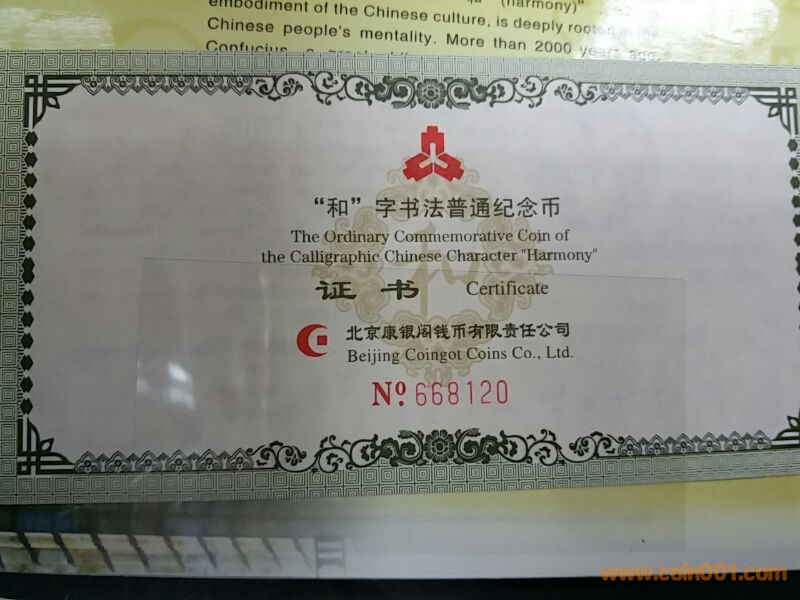 (harmony)"
embodiment of the Chinese culture, is deeply rooted in the
Chinese people's mentality. More than 2000 years
Confucius,
“和”字书法普通纪念币
The Ordinary Commemorative Coin of
the Calligraphic Chinese Character "Harmony"
和
证书 Certificate
北京康银阁钱币有限责任公司
Beijing Coingot Coins Co., Ltd.
Nº 668120
www.coin001.com